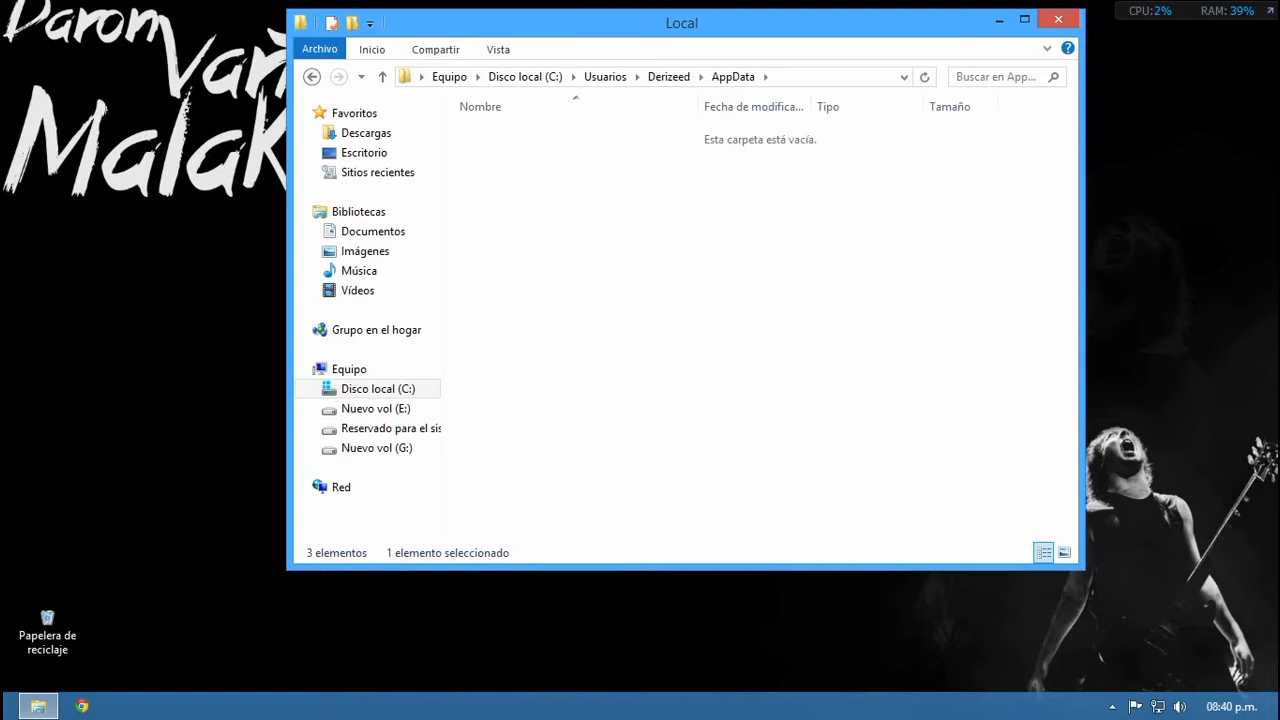 Daron
Malak
CPU:2% RAM: 39%
Local
Archivo Inicio Compartir Vista
Equipo Disco local (C:) Usuarios Derizeed AppData
Buscar en App...
Nombre Fecha de modifica... Tipo Tamaño
Esta carpeta está vacía.
Favoritos
Descargas
Escritorio
Sitios recientes
Bibliotecas
Documentos
Imágenes
Música
Vídeos
Grupo en el hogar
Equipo
Disco local (C:)
Nuevo vol (E:)
Reservado para el sis
Nuevo vol (G:)
Red
3 elementos 1 elemento seleccionado
Papelera de
reciclaje
08:40 p.m.